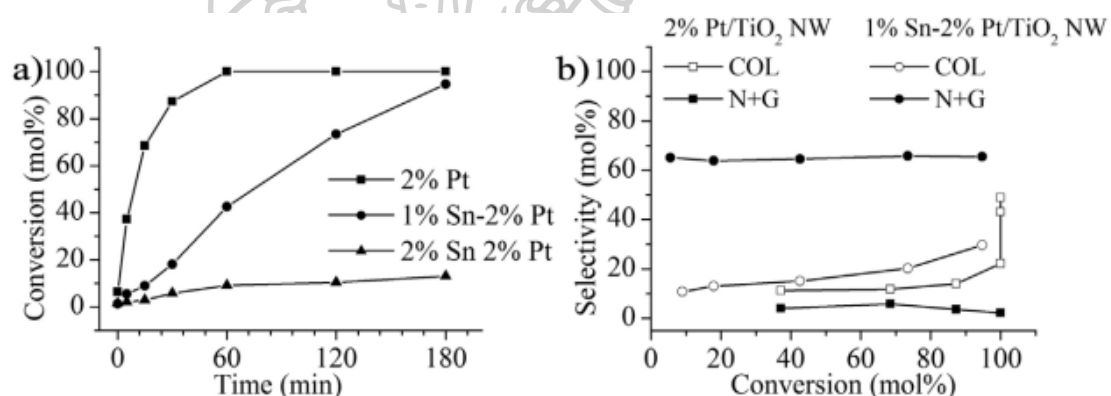 a)
100
80
60
40
20
0
Conversion (mol%)
2% Pt
1% Sn-2% Pt
2% Sn 2% Pt
0 60 120 180
Time (min)
2% Pt/TiO₂ NW 1% Sn-2% Pt/TiO₂ NW
b)
COL COL
N+G N+G
100
80
60
40
20
0
Selectivity (mol%)
0 20 40 60 80 100
Conversion (mol%)